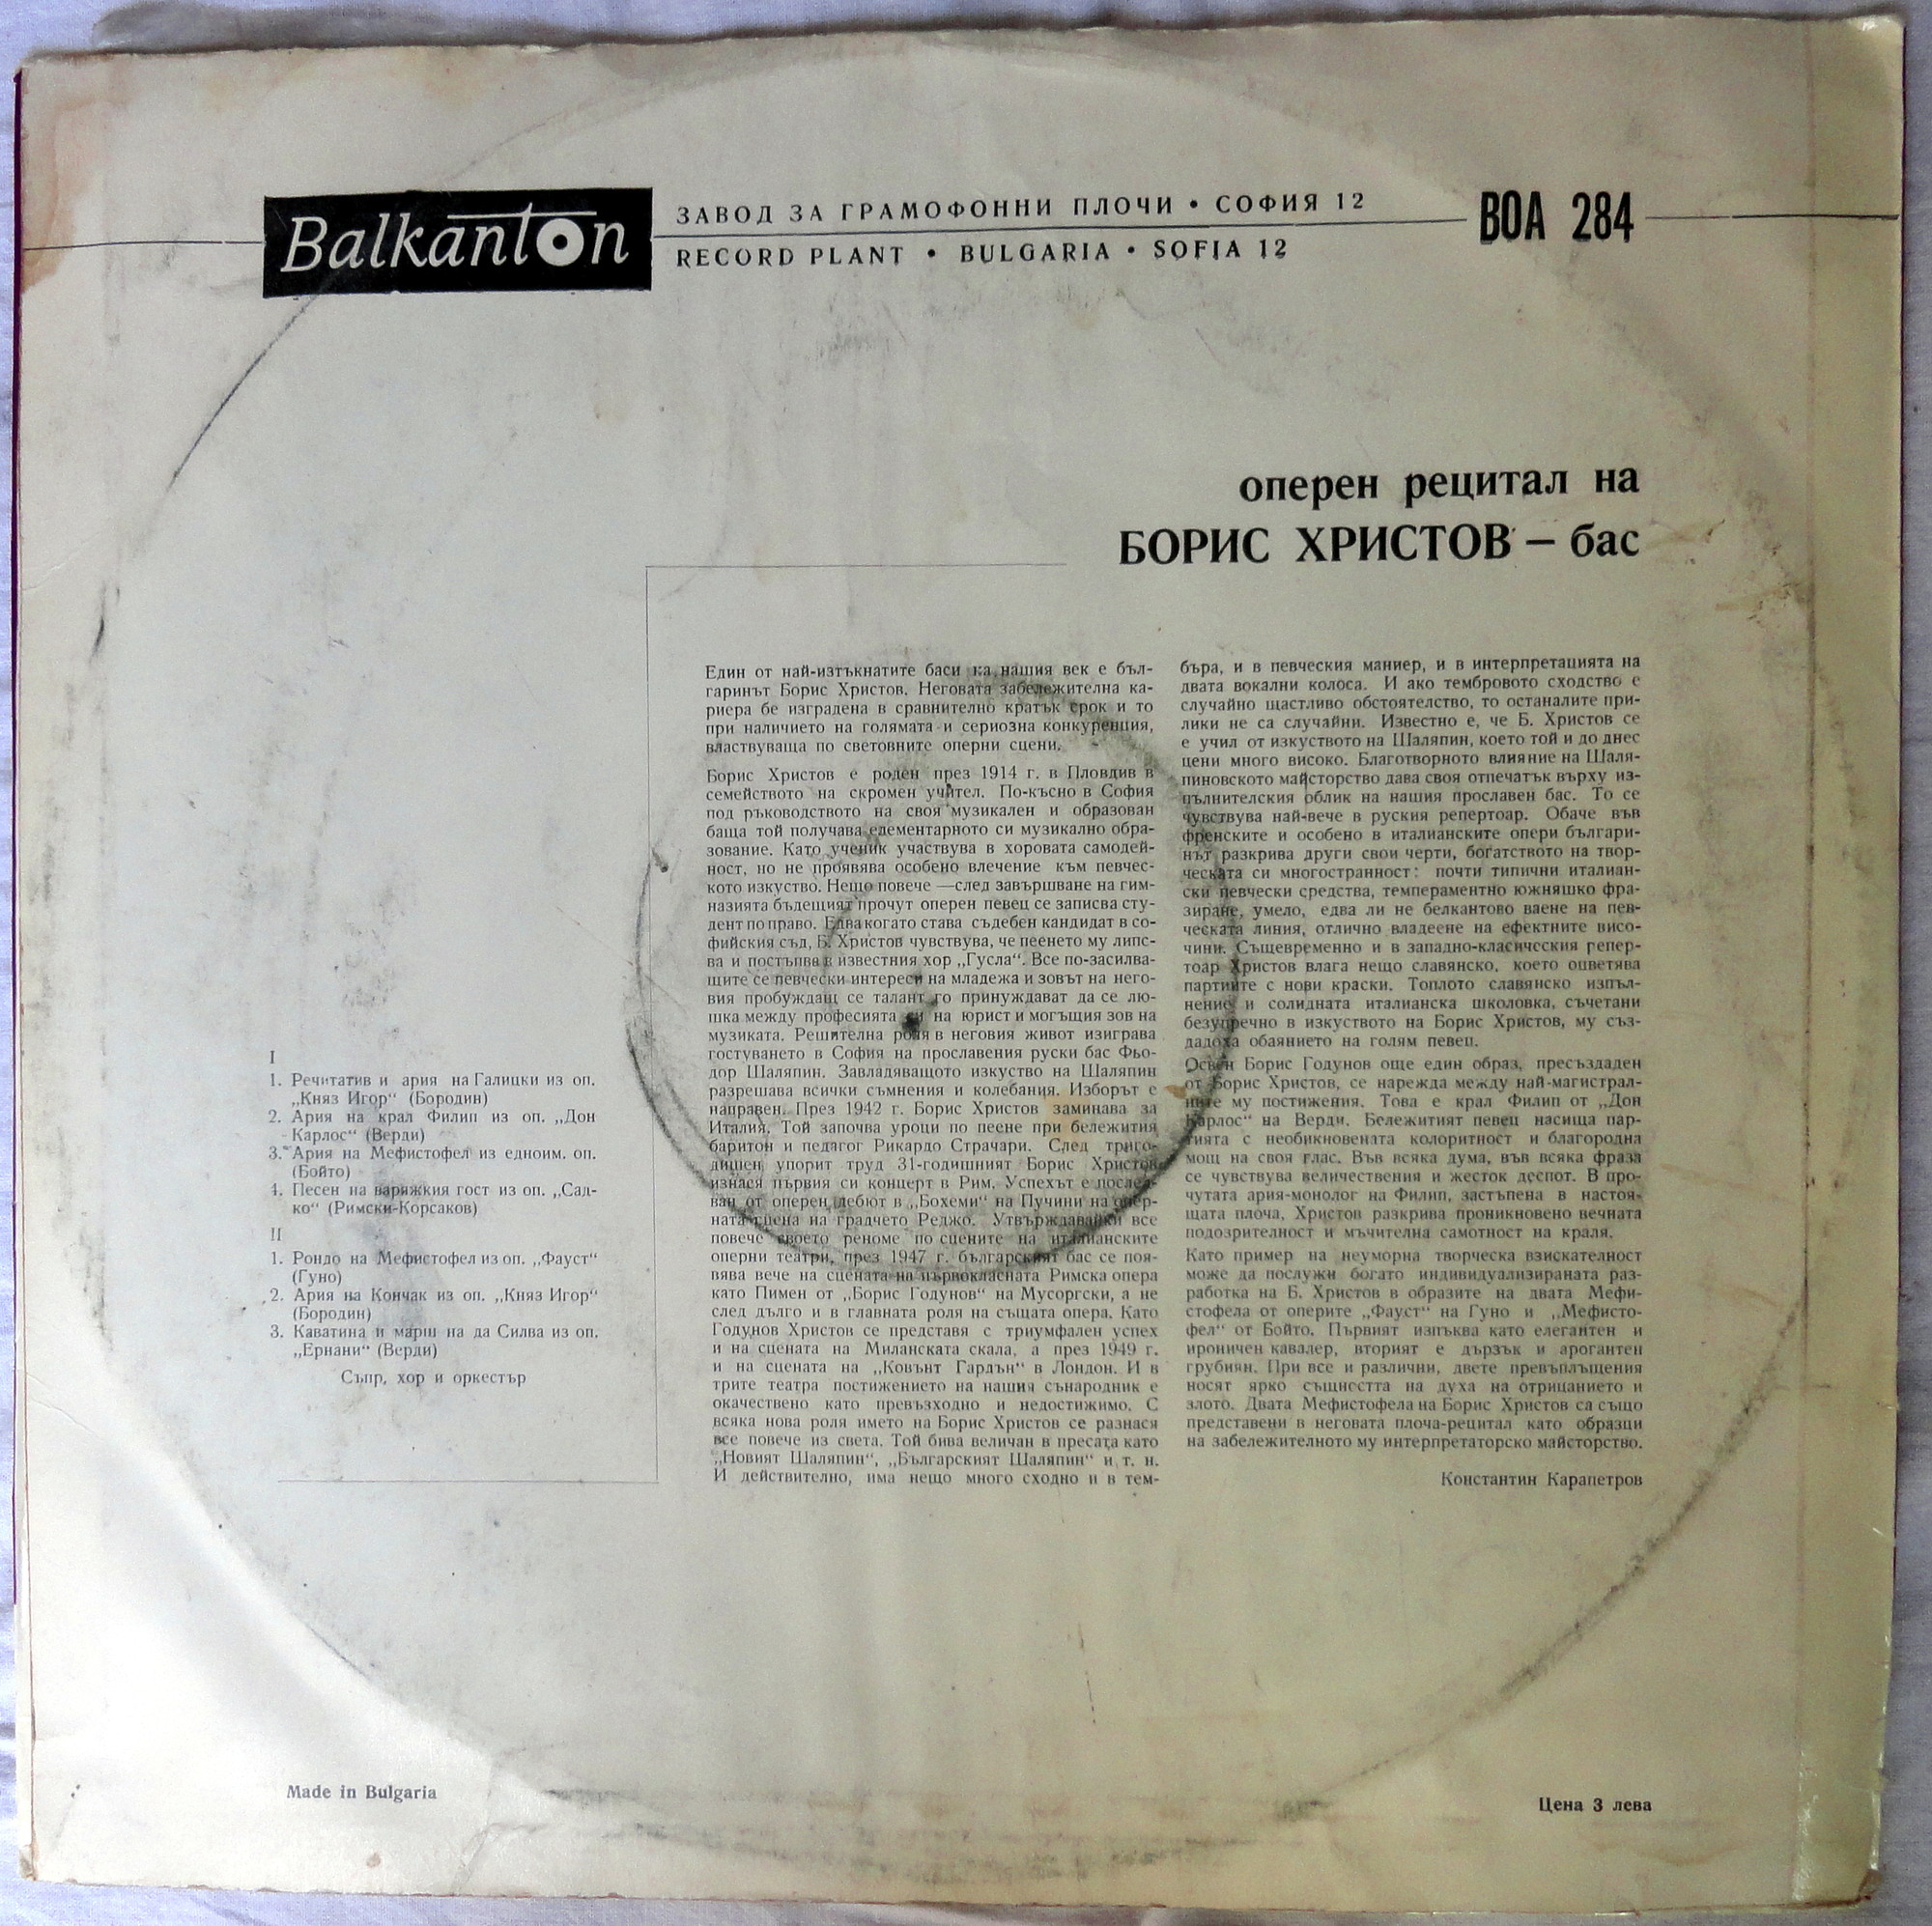 Balkanton
ЗАВОД ЗА ГРАМОФОННИ ПЛОЧИ • СОФИЯ 12
RECORD PLANT • BULGARIA • SOFIA 12
ВОА 284
оперен рецитал на
БОРИС ХРИСТОВ – бас
I
1. Речитатив и ария на Галицки из оп.
„Княз Игор“ (Бородин)
2. Ария на крал Филип из оп. „Дон
Карлос“ (Верди)
3. Ария на Мефистофел из едноим. оп.
(Бойто)
4. Песен на варяжкия гост из оп. „Сад-
ко“ (Римски-Корсаков)
II
1. Рондо на Мефистофел из оп. „Фауст“
(Гуно)
2. Ария на Кончак из оп. „Княз Игор“
(Бородин)
3. Каватина и марш на да Силва из оп.
„Ернани“ (Верди)
Съпр. хор и оркестър
Един от най-изтъкнатите баси на нашия век е бъл-
гаринът Борис Христов. Неговата забележителна ка-
риера бе изградена в сравнително кратък срок и то
при наличието на голямата и сериозна конкуренция,
властвуваща по световните оперни сцени.
Борис Христов е роден през 1914 г. в Пловдив в
семейството на скромен учител. По-късно в София
под ръководството на своя музикален и образован
баща той получава елементарното си музикално обра-
зование. Като ученик участвува в хоровата самодей-
ност, но не проявява особено влечение към певчес-
кото изкуство. Нещо повече — след завършване на гим-
назията бъдещият прочут оперен певец се записва сту-
дент по право. Едва когато става съдебен кандидат в со-
фийския съд, Б. Христов чувствува, че пеенето му липс-
ва и постъпва в известния хор „Гусла“. Все по-засилва-
щите се певчески интереси на младежа и зовът на него-
вия пробуждащ се талант го принуждават да се лю-
шка между професията си на юрист и могъщия зов на
музиката. Решителна роля в неговия живот изиграва
гостуването в София на прославения руски бас Фьо-
дор Шаляпин. Завладяващото изкуство на Шаляпин
разрешава всички съмнения и колебания. Изборът е
направен. През 1942 г. Борис Христов заминава за
Италия. Той започва уроци по пеене при бележития
баритон и педагог Рикардо Страчари. След триго-
дишен упорит труд 31-годишният Борис Христов
изнася първия си концерт в Рим. Успехът е послед-
ван от оперен дебют в „Бохеми“ на Пучини на опер-
ната сцена на градчето Реджо. Утвърждавайки все
повече своето реноме по сцените на италианските
оперни театри, през 1947 г. българският бас се поя-
вява вече на сцената на първокласната Римска опера
като Пимен от „Борис Годунов“ на Мусоргски, а не
след дълго и в главната роля на същата опера. Като
Годунов Христов се представя с триумфален успех
и на сцената на Миланската скала, а през 1949 г.
и на сцената на „Ковънт Гардън“ в Лондон. И в
трите театра постижението на нашия сънародник е
окачествено като превъзходно и недостижимо. С
всяка нова роля името на Борис Христов се разнася
все повече из света. Той бива величан в пресата като
„Новият Шаляпин“, „Българският Шаляпин“ и т. н.
И действително, има нещо много сходно и в тем-
бъра, и в певческия маниер, и в интерпретацията на
двата вокални колоса. И ако тембровото сходство е
случайно щастливо обстоятелство, то останалите при-
лики не са случайни. Известно е, че Б. Христов се
е учил от изкуството на Шаляпин, което той и до днес
цени много високо. Благотворното влияние на Шаля-
пиновското майсторство дава своя отпечатък върху из-
пълнителския облик на нашия прославен бас. То се
чувствува най-вече в руския репертоар. Обаче във
френските и особено в италианските опери българи-
нът разкрива други свои черти, богатството на твор-
ческата си многостранност: почти типични италиан-
ски певчески средства, темпераментно южняшко фра-
зиране, умело, едва ли не белкантово ваене на пев-
ческата линия, отлично владеене на ефектните висо-
чини. Същевременно и в западно-класическия репер-
тоар Христов влага нещо славянско, което оцветява
партиите с нови краски. Топлото славянско изпъл-
нение и солидната италианска школовка, съчетани
безупречно в изкуството на Борис Христов, му съз-
дадоха обаянието на голям певец.
Освен Борис Годунов още един образ, пресъздаден
от Борис Христов, се нарежда между най-магистрал-
ните му постижения. Това е крал Филип от „Дон
Карлос“ на Верди. Бележитият певец насища пар-
тията с необикновената колоритност и благородна
мощ на своя глас. Във всяка дума, във всяка фраза
се чувствува величествения и жесток деспот. В про-
чутата ария-монолог на Филип, застъпена в настоя-
щата плоча, Христов разкрива проникновено вечната
подозрителност и мъчителна самотност на краля.
Като пример на неуморна творческа взискателност
може да послужи богато индивидуализираната раз-
работка на Б. Христов в образите на двата Мефи-
стофела от оперите „Фауст“ на Гуно и „Мефисто-
фел“ от Бойто. Първият изпъква като елегантен и
ироничен кавалер, вторият е дързък и арогантен
грубиян. При все и различни, двете превъплъщения
носят ярко същността на духа на отрицанието и
злото. Двата Мефистофела на Борис Христов са също
представени в неговата плоча-рецитал като образци
на забележителното му интерпретаторско майсторство.
Константин Карапетров
Made in Bulgaria
Цена 3 лева